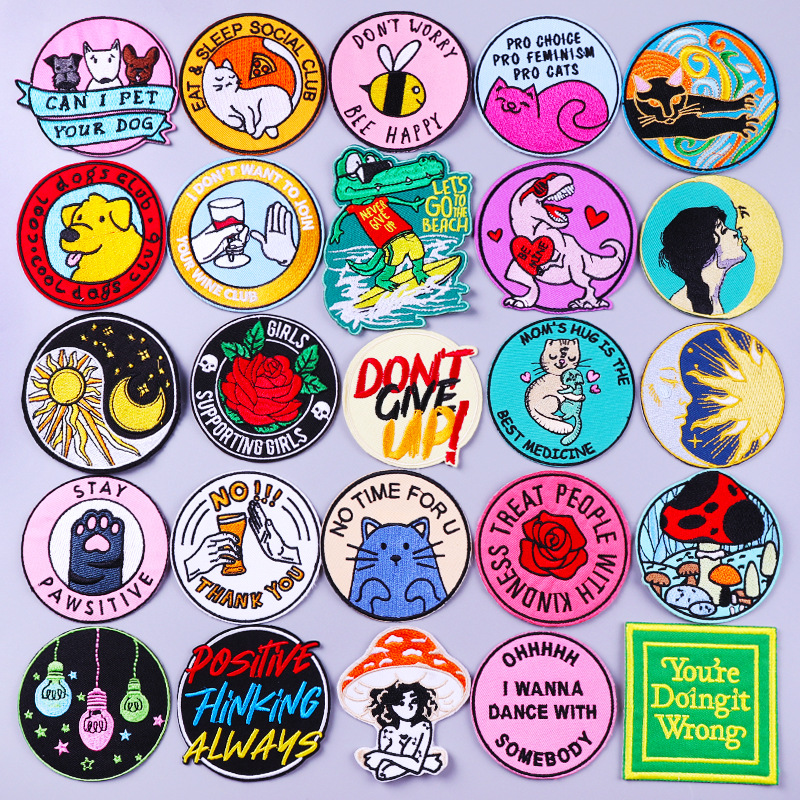 CAN I PET
YOUR DOG
EAT & SLEEP SOCIAL CLUB
DON'T WORRY
BEE HAPPY
PRO CHOICE
PRO FEMINISM
PRO CATS
cool dogs club
cool dogs club
I DON'T WANT TO JOIN
YOUR WINE CLUB
LET'S
GO TO
THE
BEACH
NEVER
GIVE
UP!
BE
MINE
GIRLS
SUPPORTING GIRLS
DON'T
GIVE
UP!
MOM'S HUG IS THE
BEST MEDICINE
STAY
PAWSITIVE
NO!!!
THANK YOU
NO TIME FOR U
TREAT PEOPLE
WITH KINDNESS
POSITIVE
THINKING
ALWAYS
OHHHHH
I WANNA
DANCE WITH
SOMEBODY
You're
Doing it
Wrong